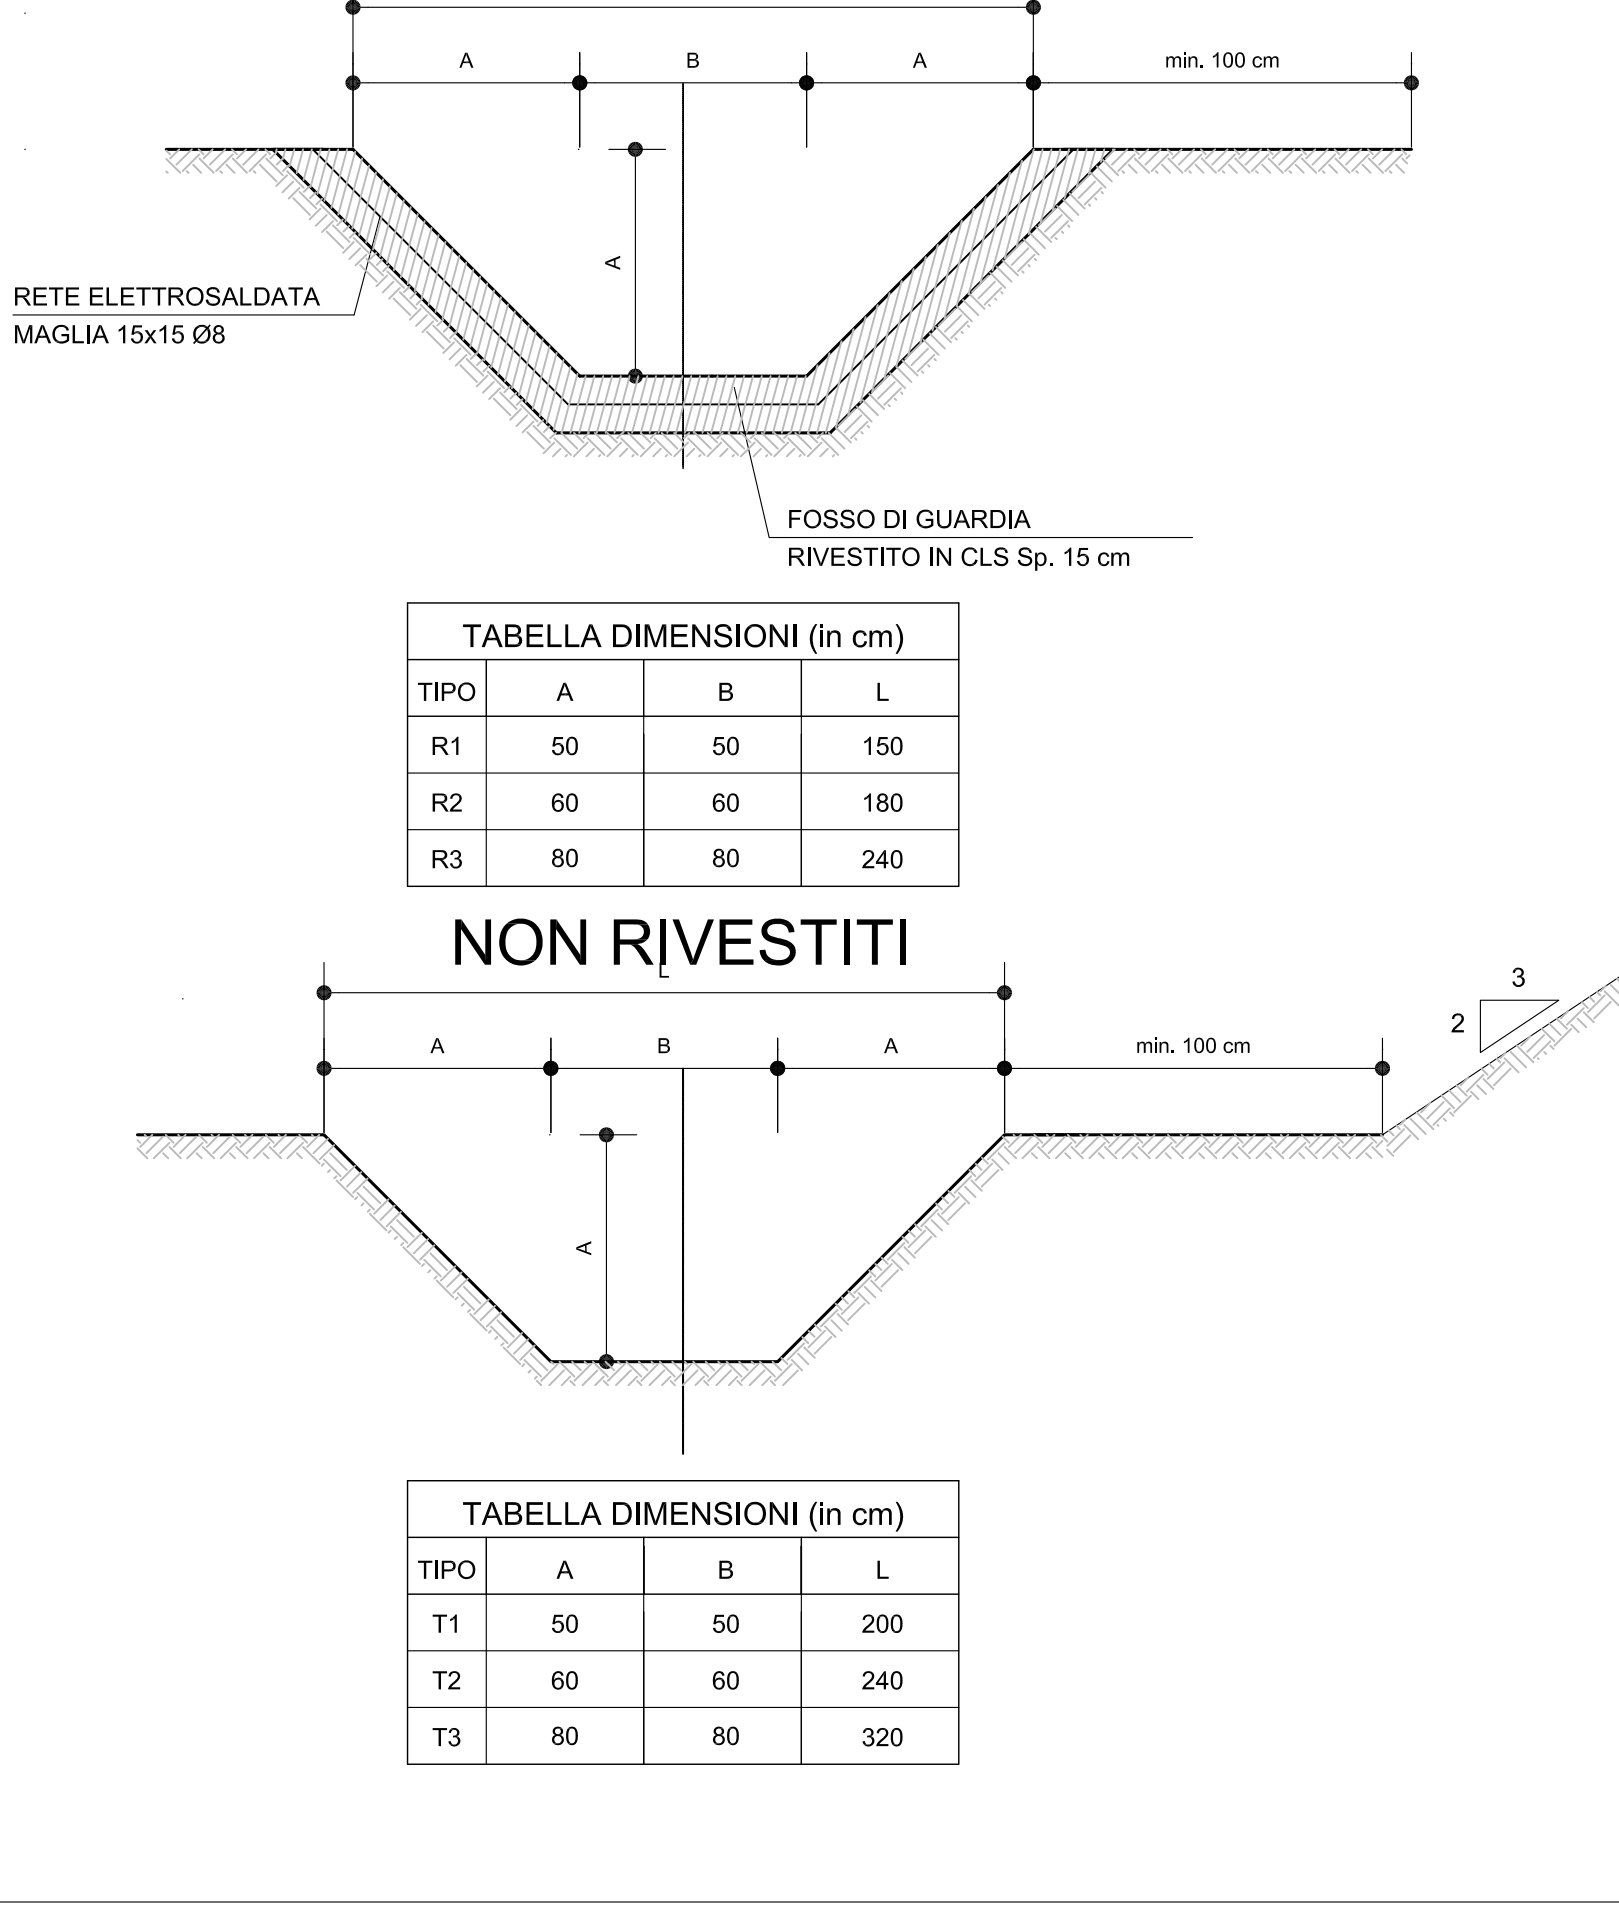 A B A min. 100 cm
A
RETE ELETTROSALDATA
MAGLIA 15x15 Ø8
FOSSO DI GUARDIA
RIVESTITO IN CLS Sp. 15 cm
TABELLA DIMENSIONI (in cm)
TIPO A B L
R1 50 50 150
R2 60 60 180
R3 80 80 240
NON RIVESTITI
L
3
2
A B A min. 100 cm
A
TABELLA DIMENSIONI (in cm)
TIPO A B L
T1 50 50 200
T2 60 60 240
T3 80 80 320